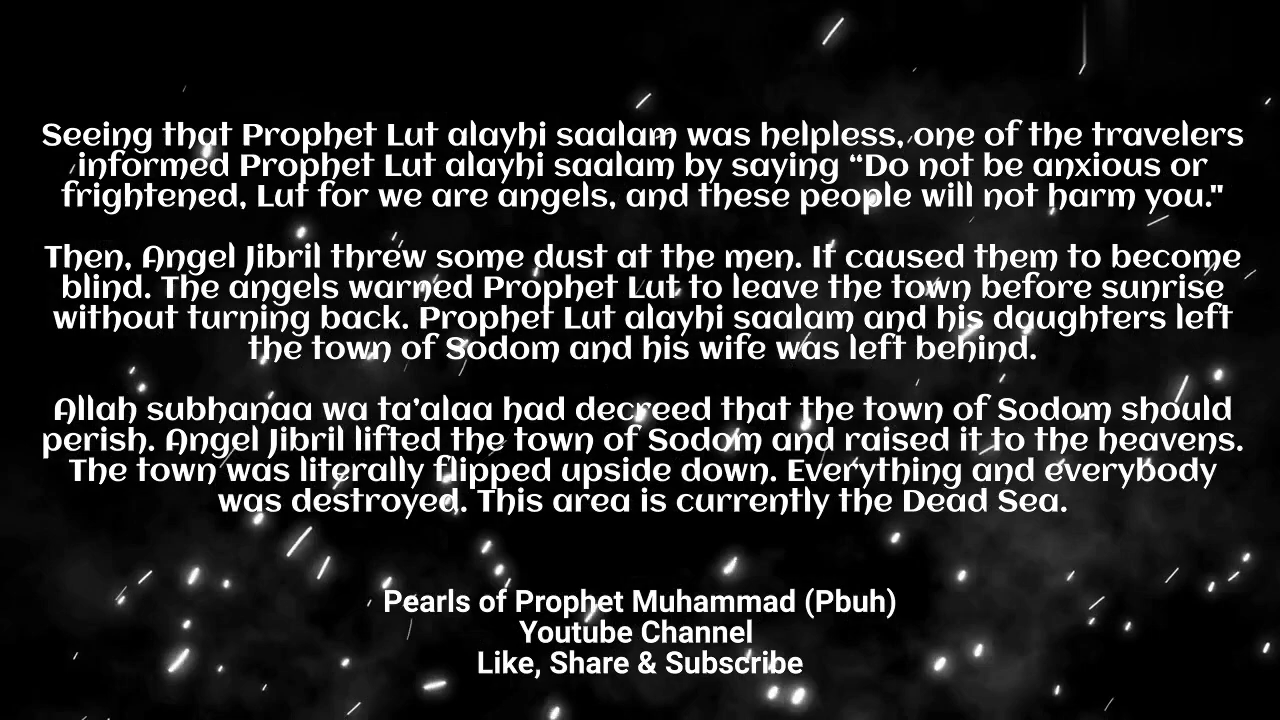 Seeing that Prophet Lut alayhi saalam was helpless, one of the travelers
informed Prophet Lut alayhi saalam by saying “Do not be anxious or
frightened, Lut for we are angels, and these people will not harm you."
Then, Angel Jibril threw some dust at the men. It caused them to become
blind. The angels warned Prophet Lut to leave the town before sunrise
without turning back. Prophet Lut alayhi saalam and his daughters left
the town of Sodom and his wife was left behind.
Allah subhanaa wa ta’alaa had decreed that the town of Sodom should
perish. Angel Jibril lifted the town of Sodom and raised it to the heavens.
The town was literally flipped upside down. Everything and everybody
was destroyed. This area is currently the Dead Sea.
Pearls of Prophet Muhammad (Pbuh)
Youtube Channel
Like, Share & Subscribe